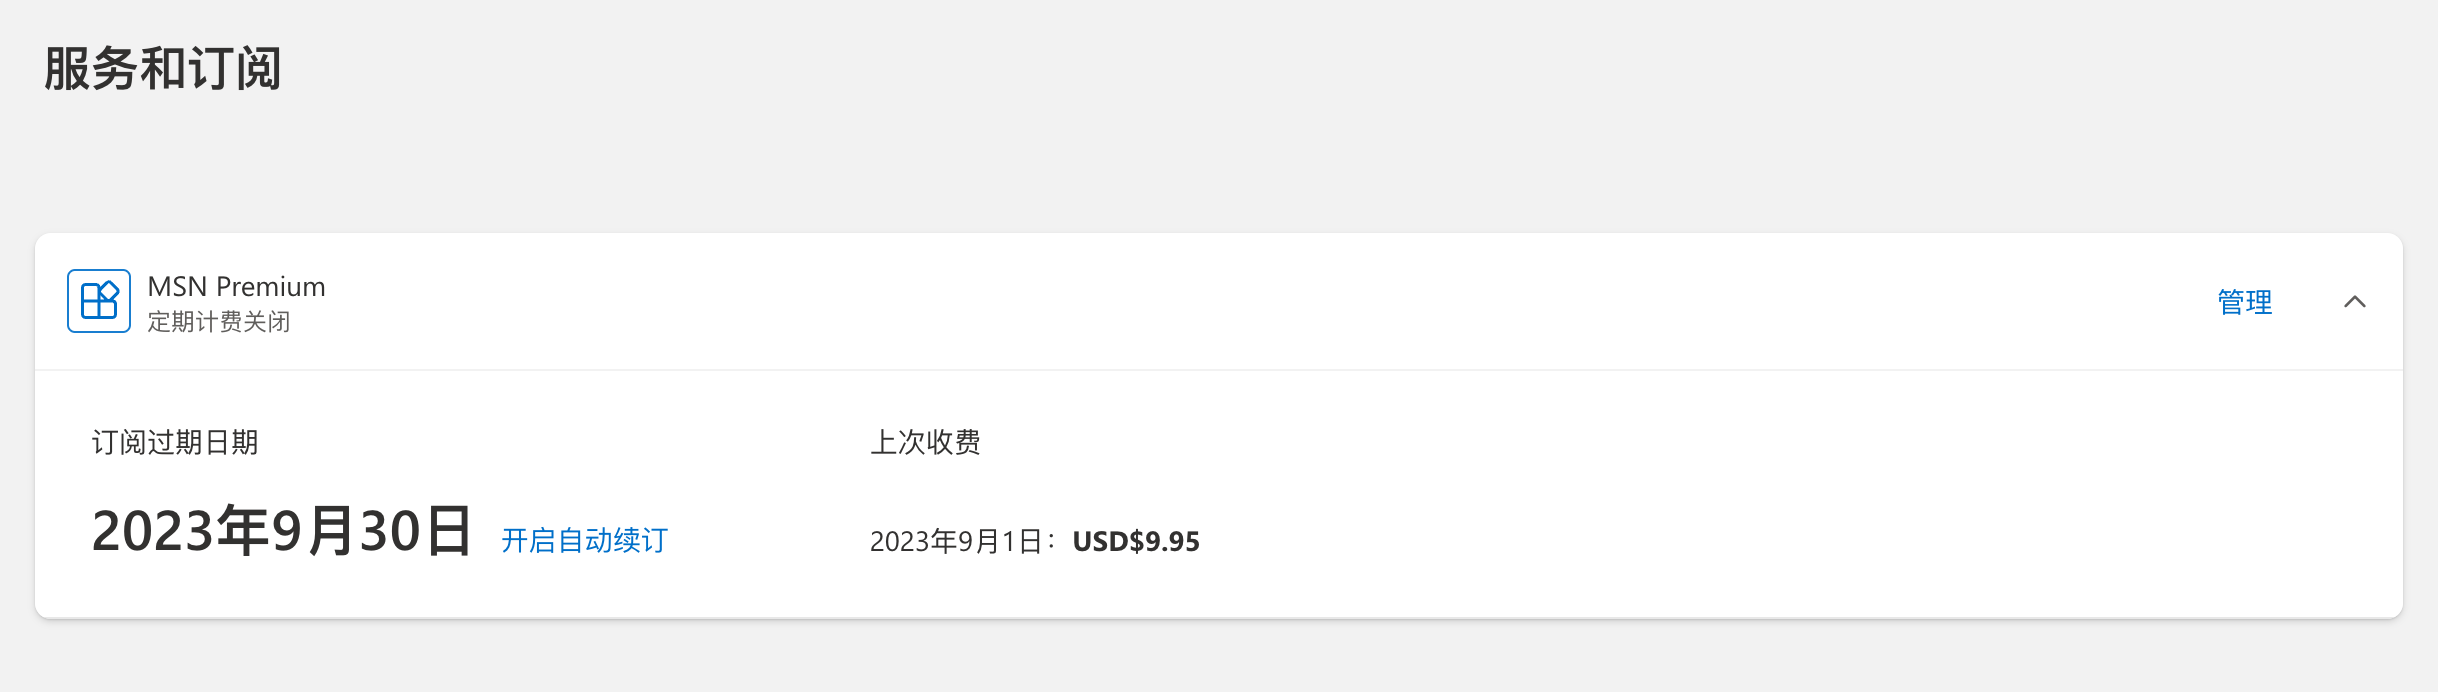 服务和订阅
MSN Premium
定期计费关闭
管理
订阅过期日期
上次收费
2023年9月30日 开启自动续订
2023年9月1日：USD$9.95